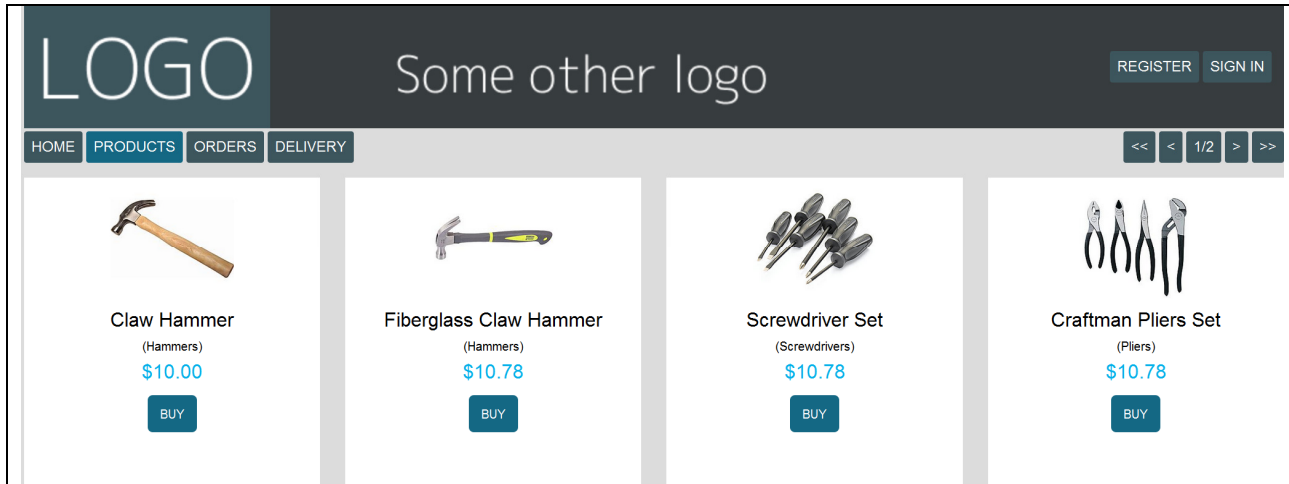 LOGO
Some other logo
REGISTER SIGN IN
HOME PRODUCTS ORDERS DELIVERY
<< < 1/2 > >>
Claw Hammer
(Hammers)
$10.00
BUY
Fiberglass Claw Hammer
(Hammers)
$10.78
BUY
Screwdriver Set
(Screwdrivers)
$10.78
BUY
Craftman Pliers Set
(Pliers)
$10.78
BUY